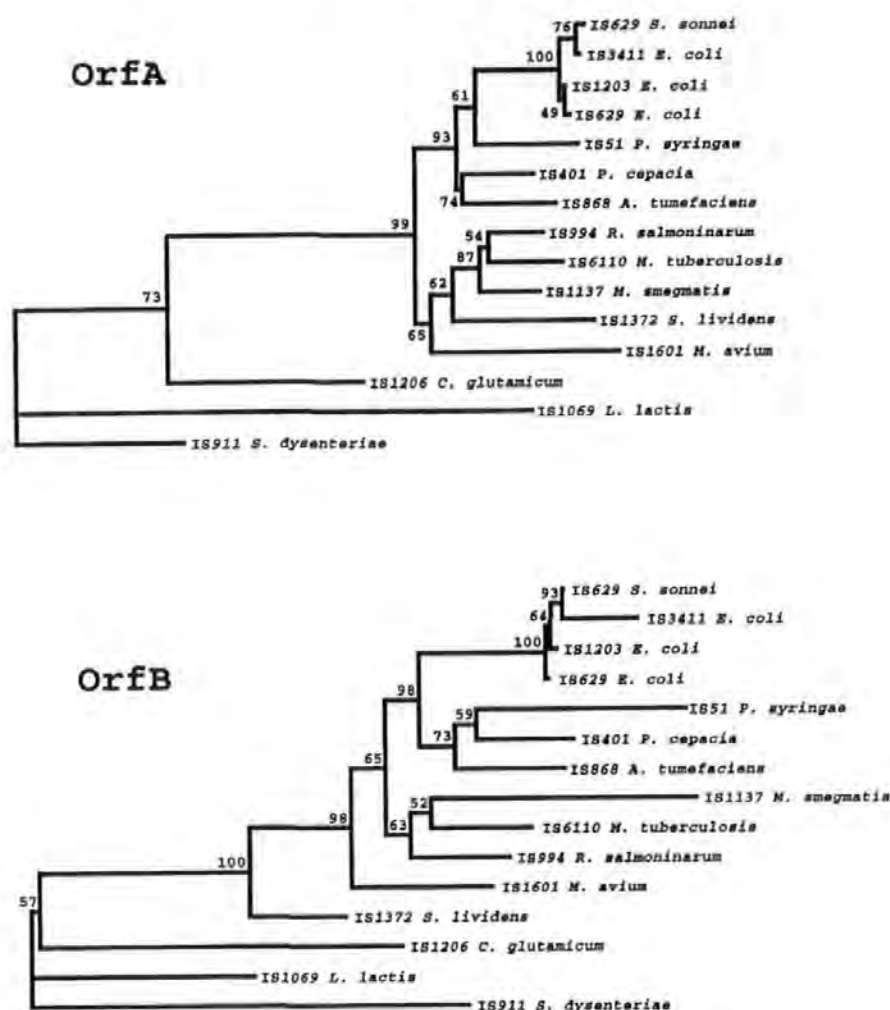 76
IS629 S. sonnei
OrfA
100
IS3411 E. coli
IS1203 E. coli
61
49
IS629 E. coli
93
IS51 P. syringae
IS401 P. cepacia
74
IS868 A. tumefaciens
99
54
IS994 R. salmoninarum
87
IS6110 M. tuberculosis
62
IS1137 M. smegmatis
73
IS1372 S. lividens
65
IS1601 M. avium
IS1206 C. glutamicum
IS1069 L. lactis
IS911 S. dysenteriae
93
IS629 S. sonnei
64
IS3411 E. coli
100
IS1203 E. coli
OrfB
IS629 E. coli
98
59
IS51 P. syringae
73
IS401 P. cepacia
65
IS868 A. tumefaciens
52
IS1137 M. smegmatis
98
63
IS6110 M. tuberculosis
100
IS994 R. salmoninarum
IS1601 M. avium
57
IS1372 S. lividens
IS1206 C. glutamicum
IS1069 L. lactis
IS911 S. dysenteriae